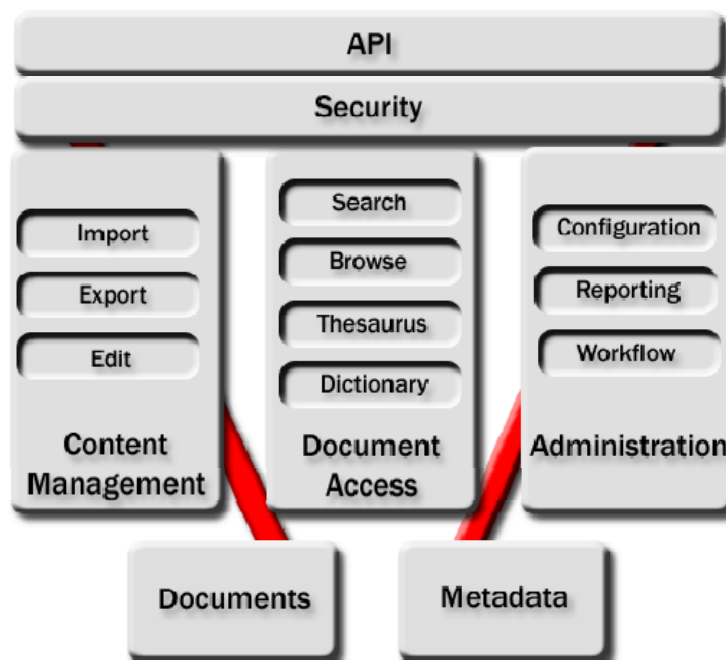 API
Security
Import
Export
Edit
Content
Management
Search
Browse
Thesaurus
Dictionary
Document
Access
Configuration
Reporting
Workflow
Administration
Documents
Metadata